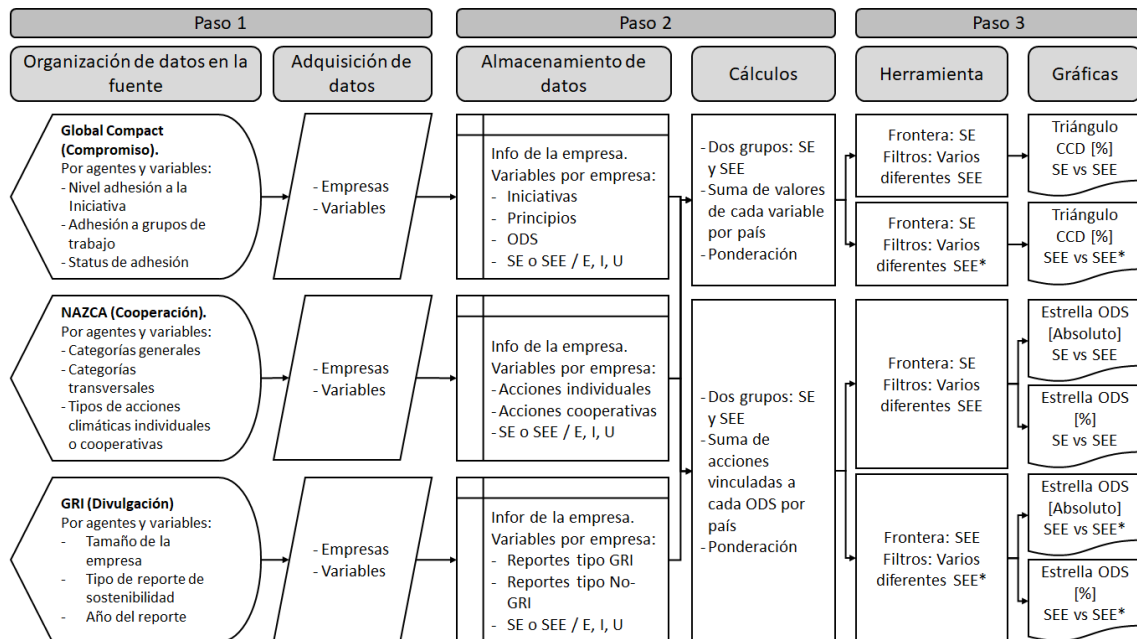 Paso 1
Paso 2
Paso 3
Organización de datos en la
fuente
Adquisición de
datos
Almacenamiento de
datos
Cálculos
Herramienta
Gráficas
Global Compact
(Compromiso).
Por agentes y variables:
- Nivel adhesión a la
Iniciativa
- Adhesión a grupos de
trabajo
- Status de adhesión
- Empresas
- Variables
Info de la empresa.
Variables por empresa:
- Iniciativas
- Principios
- ODS
- SE o SEE / E, I, U
- Dos grupos: SE
y SEE
- Suma de valores
de cada variable
por país
- Ponderación
Frontera: SE
Filtros: Varios
diferentes SEE
Triángulo
CCD [%]
SE vs SEE
Frontera: SE
Filtros: Varios
diferentes SEE*
Triángulo
CCD [%]
SEE vs SEE*
NAZCA (Cooperación).
Por agentes y variables:
- Categorías generales
- Categorías
transversales
- Tipos de acciones
climáticas individuales
o cooperativas
- Empresas
- Variables
Info de la empresa.
Variables por empresa:
- Acciones individuales
- Acciones cooperativas
- SE o SEE / E, I, U
- Dos grupos: SE
y SEE
- Suma de
acciones
vinculadas a
cada ODS por
país
- Ponderación
Frontera: SE
Filtros: Varios
diferentes SEE
Estrella ODS
[Absoluto]
SE vs SEE
Estrella ODS
[%]
SE vs SEE
GRI (Divulgación)
Por agentes y variables:
- Tamaño de la
empresa
- Tipo de reporte de
sostenibilidad
- Año del reporte
- Empresas
- Variables
Infor de la empresa.
Variables por empresa:
- Reportes tipo GRI
- Reportes tipo No-
GRI
- SE o SEE / E, I, U
Frontera: SEE
Filtros: Varios
diferentes SEE*
Estrella ODS
[Absoluto]
SEE vs SEE*
Estrella ODS
[%]
SEE vs SEE*